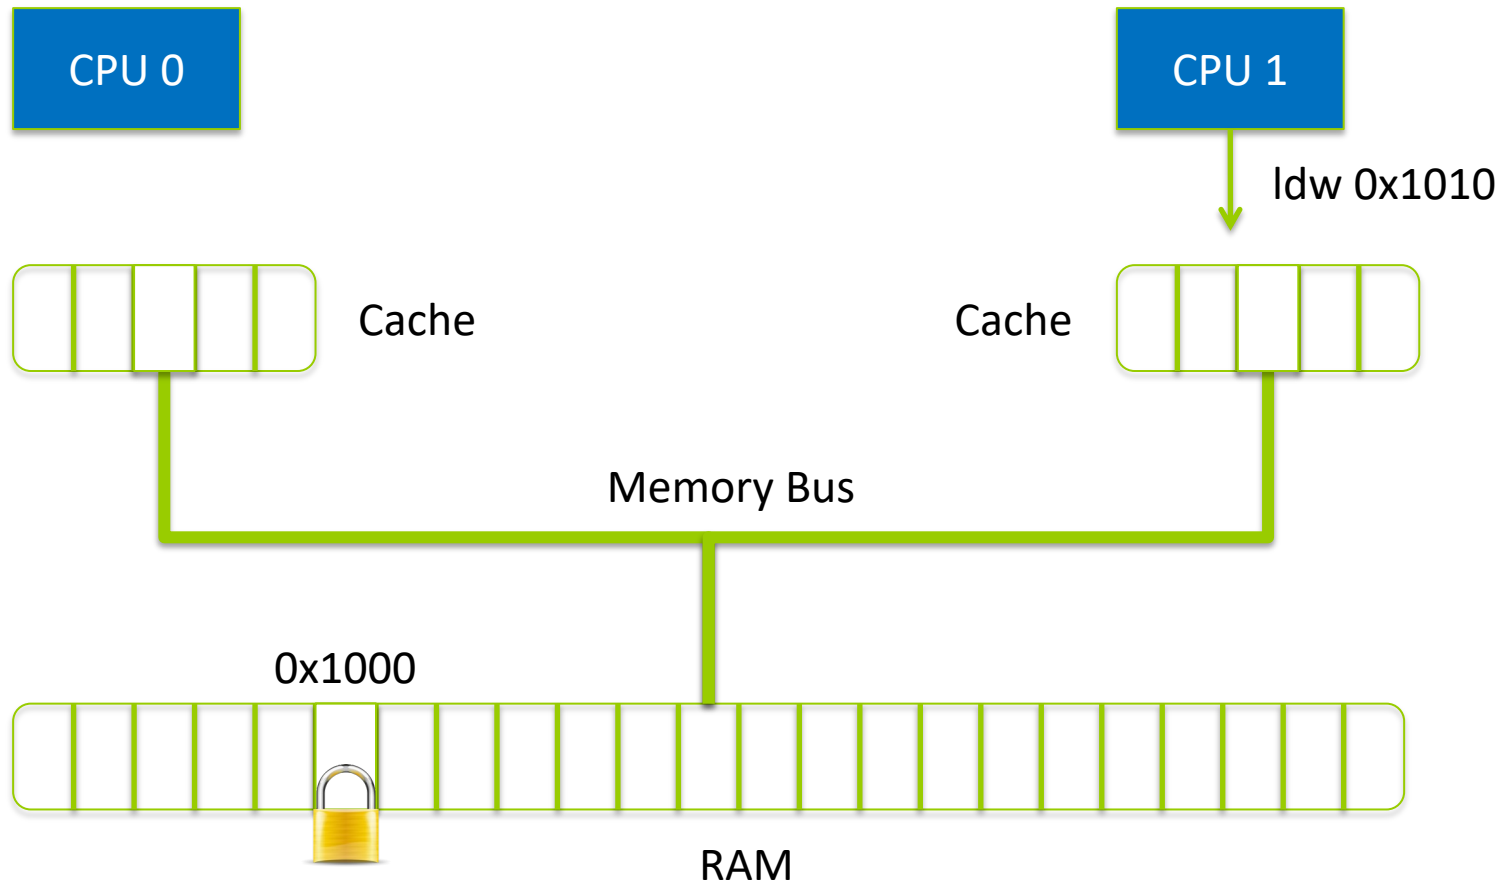 CPU 0
CPU 1
ldw 0x1010
Cache
Cache
Memory Bus
0x1000
RAM